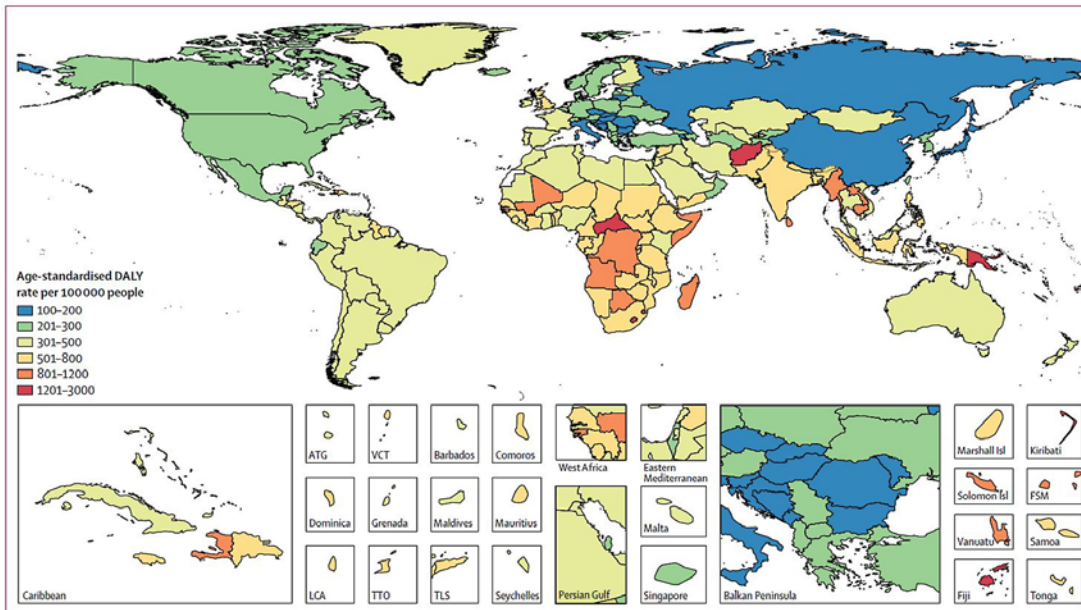 Age-standardised DALY
rate per 100 000 people
100–200
201–300
301–500
501–800
801–1200
1201–3000
Caribbean
ATG
VCT
Barbados
Comoros
Dominica
Grenada
Maldives
Mauritius
LCA
TTO
TLS
Seychelles
West Africa
Eastern
Mediterranean
Persian Gulf
Malta
Singapore
Balkan Peninsula
Marshall Isl
Kiribati
Solomon Isl
FSM
Vanuatu
Samoa
Fiji
Tonga